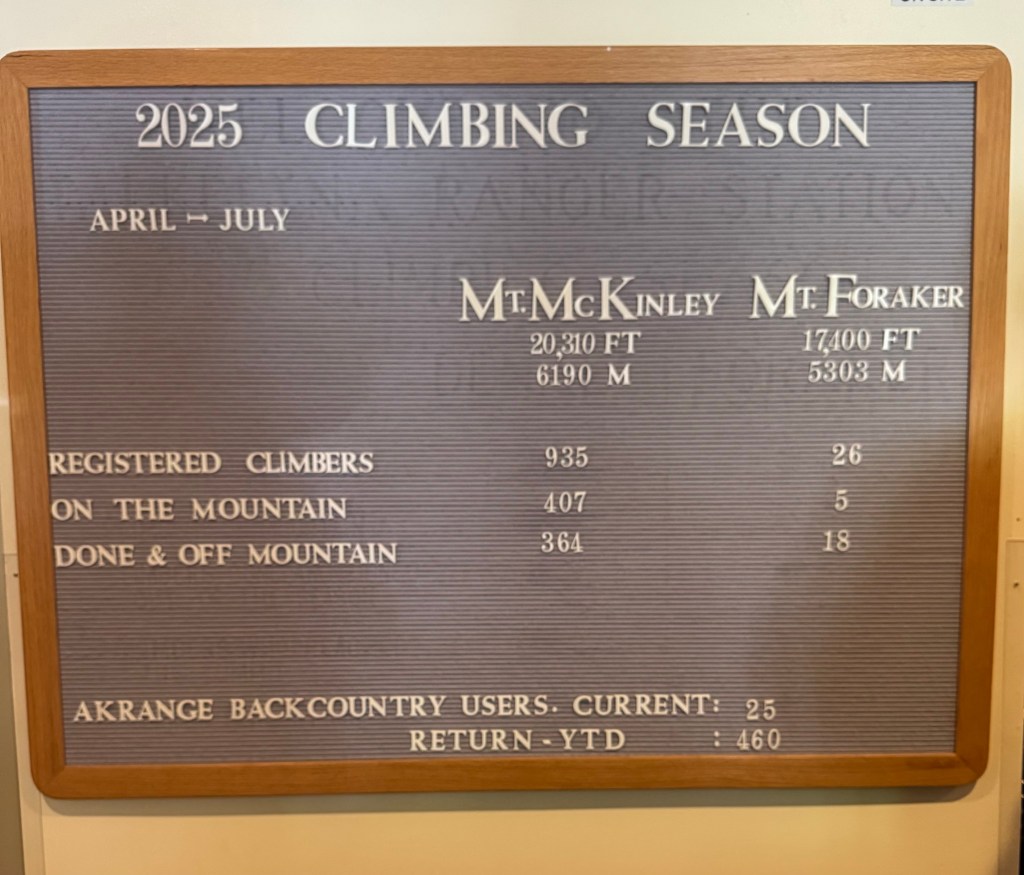 2025 CLIMBING SEASON
RANGER STATION
APRIL - JULY
MT. MCKINLEY MT. FORAKER
20,310 FT 17,400 FT
6190 M 5303 M
REGISTERED CLIMBERS 935 26
ON THE MOUNTAIN 407 5
DONE & OFF MOUNTAIN 364 18
AKRANGE BACKCOUNTRY USERS. CURRENT: 25
RETURN - YTD : 460